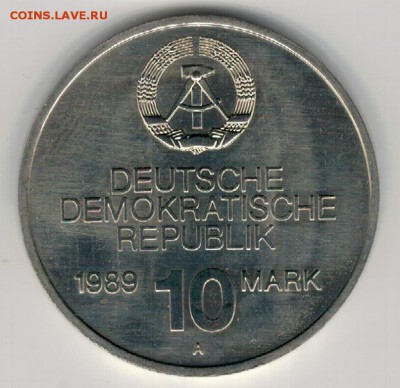 COINS.LAVE.RU
DEUTSCHE
DEMOKRATISCHE
REPUBLIK
1989 10 MARK
A